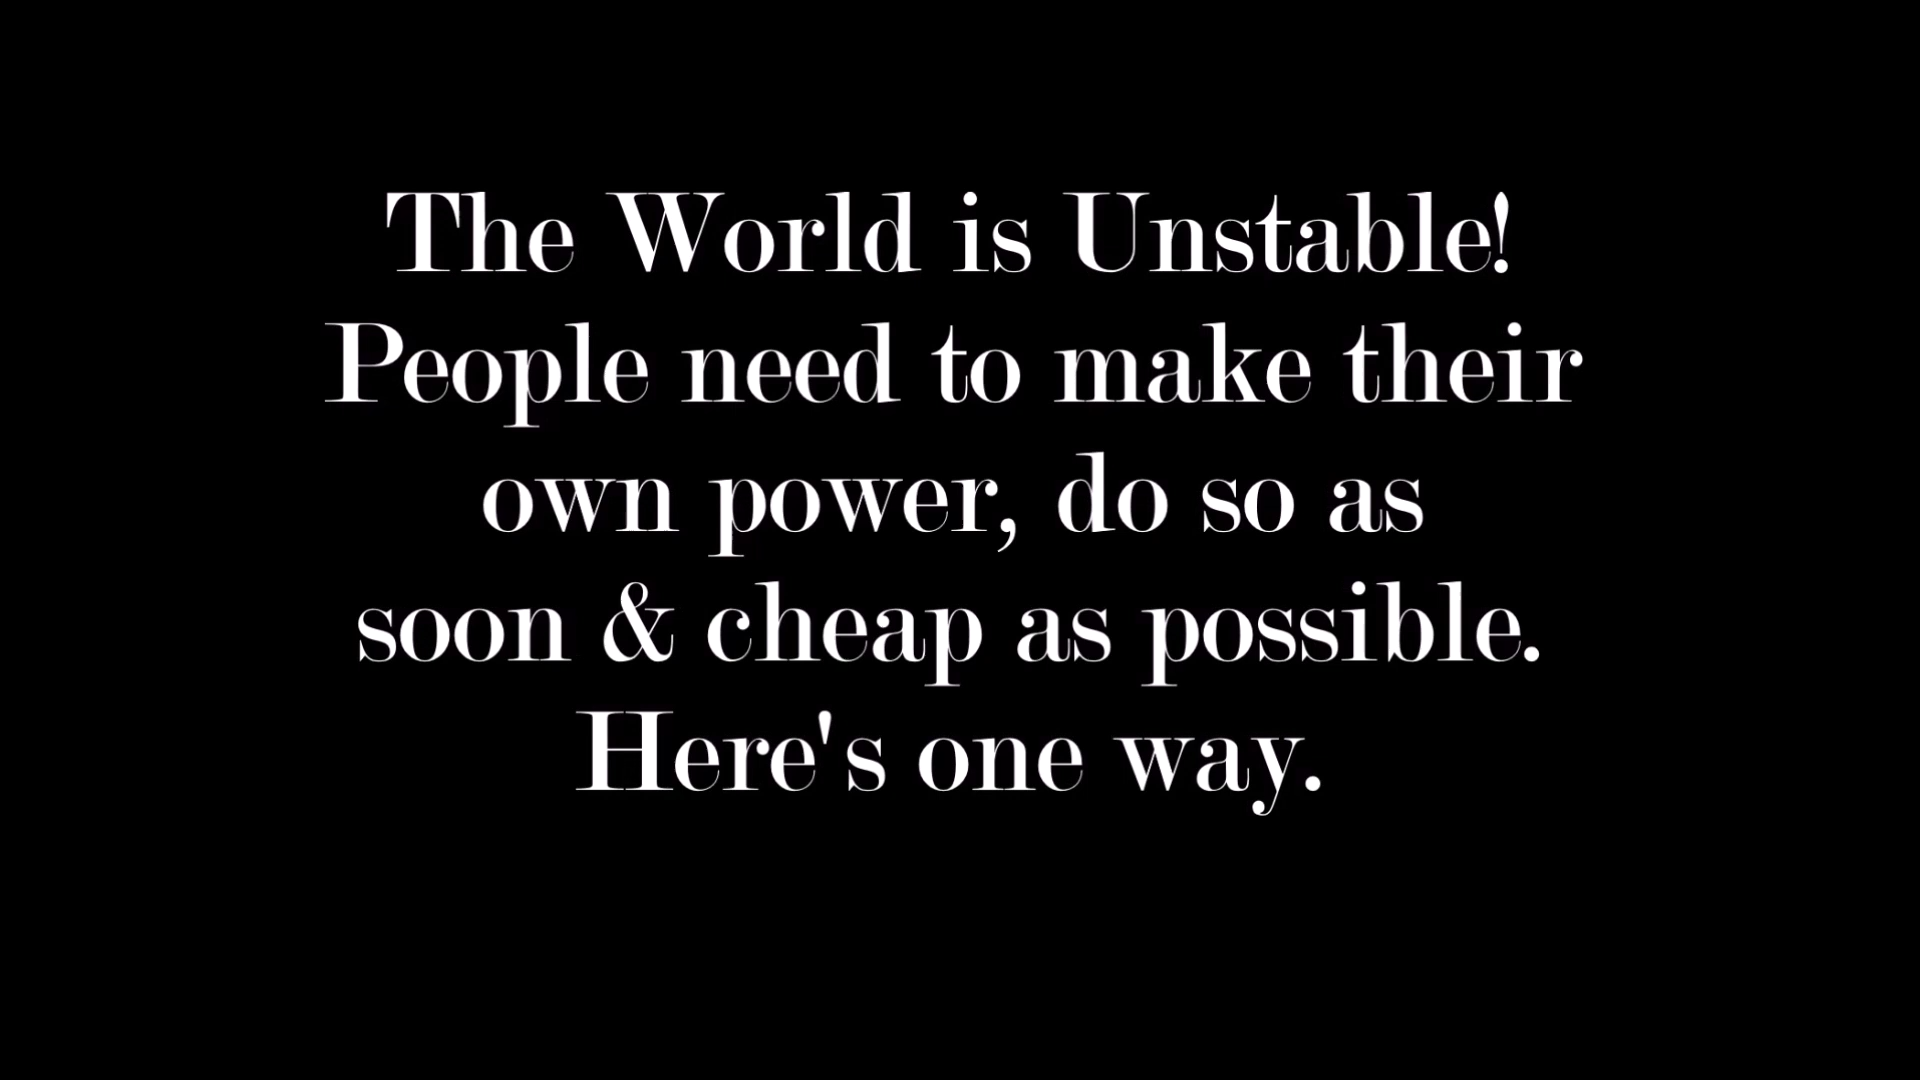 The World is Unstable!
People need to make their
own power, do so as
soon & cheap as possible.
Here's one way.